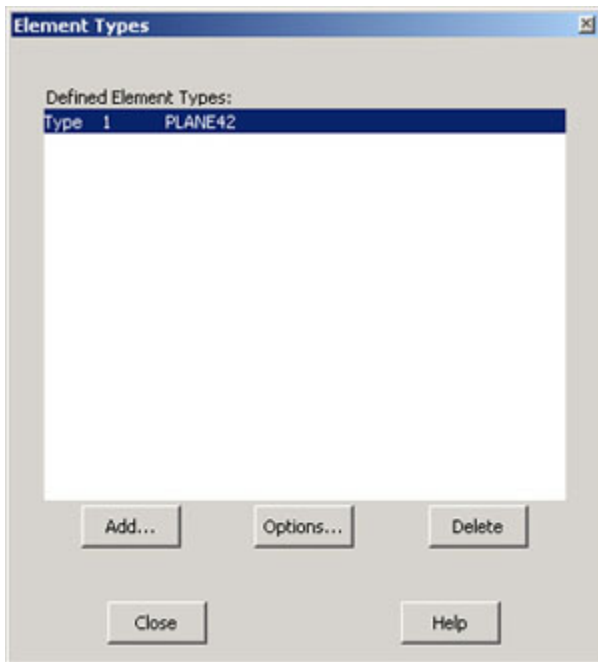 Element Types
Defined Element Types:
Type 1 PLANE42
Add... Options... Delete
Close Help